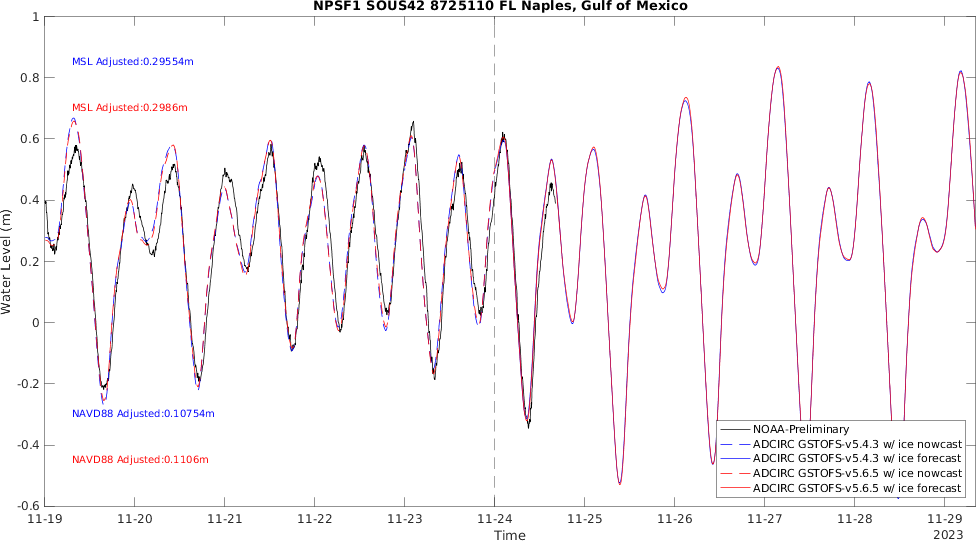 NPSF1 SOUS42 8725110 FL Naples, Gulf of Mexico
1
0.8
0.6
0.4
0.2
0
-0.2
-0.4
-0.6
Water Level (m)
MSL Adjusted:0.29554m
MSL Adjusted:0.2986m
NAVD88 Adjusted:0.10754m
NAVD88 Adjusted:0.1106m
NOAA-Preliminary
ADCIRC GSTOFS-v5.4.3 w/ ice nowcast
ADCIRC GSTOFS-v5.4.3 w/ ice forecast
ADCIRC GSTOFS-v5.6.5 w/ ice nowcast
ADCIRC GSTOFS-v5.6.5 w/ ice forecast
11-19 11-20 11-21 11-22 11-23 11-24 11-25 11-26 11-27 11-28 11-29
Time 2023